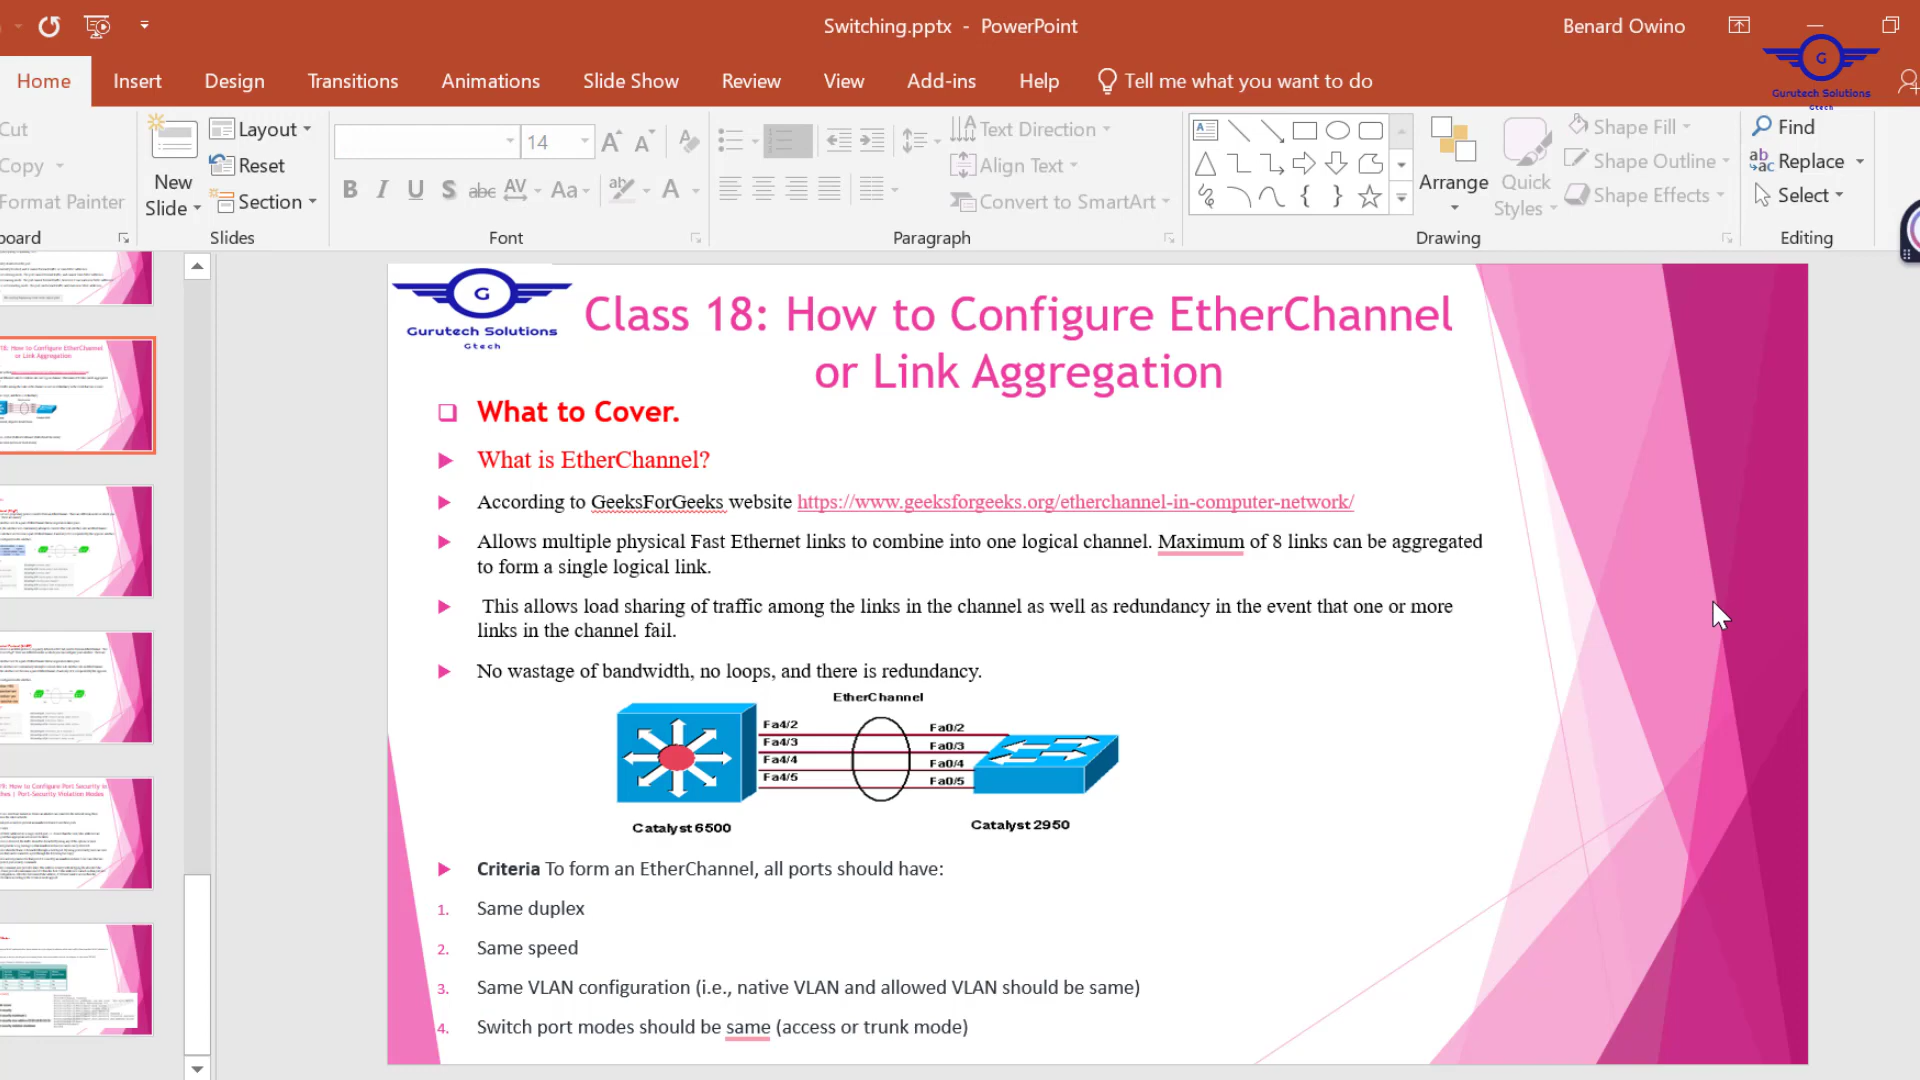 Switching.pptx - PowerPoint
Benard Owino
Home
Insert
Design
Transitions
Animations
Slide Show
Review
View
Add-ins
Help
Tell me what you want to do
G
Gurutech Solutions
Gtech
Cut
Copy
Format Painter
board
New
Slide
Layout
Reset
Section
Slides
14
Font
Text Direction
Align Text
Convert to SmartArt
Paragraph
Arrange
Quick
Styles
Shape Fill
Shape Outline
Shape Effects
Drawing
Find
Replace
Select
Editing
G
Gurutech Solutions
Gtech
Class 18: How to Configure EtherChannel
or Link Aggregation
What to Cover.
What is EtherChannel?
According to GeeksForGeeks website https://www.geeksforgeeks.org/etherchannel-in-computer-network/
Allows multiple physical Fast Ethernet links to combine into one logical channel. Maximum of 8 links can be aggregated
to form a single logical link.
This allows load sharing of traffic among the links in the channel as well as redundancy in the event that one or more
links in the channel fail.
No wastage of bandwidth, no loops, and there is redundancy.
EtherChannel
Fa4/2 Fa0/2
Fa4/3 Fa0/3
Fa4/4 Fa0/4
Fa4/5 Fa0/5
Catalyst 6500
Catalyst 2950
Criteria To form an EtherChannel, all ports should have:
1. Same duplex
2. Same speed
3. Same VLAN configuration (i.e., native VLAN and allowed VLAN should be same)
4. Switch port modes should be same (access or trunk mode)